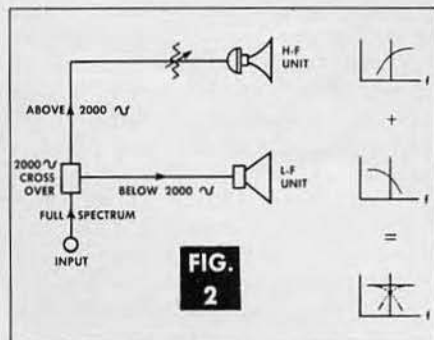 H-F
UNIT
f
ABOVE 2000 ∿
+
2000 ∿
CROSS
OVER
BELOW 2000 ∿
L-F
UNIT
f
FULL SPECTRUM
=
INPUT
FIG.
2
f